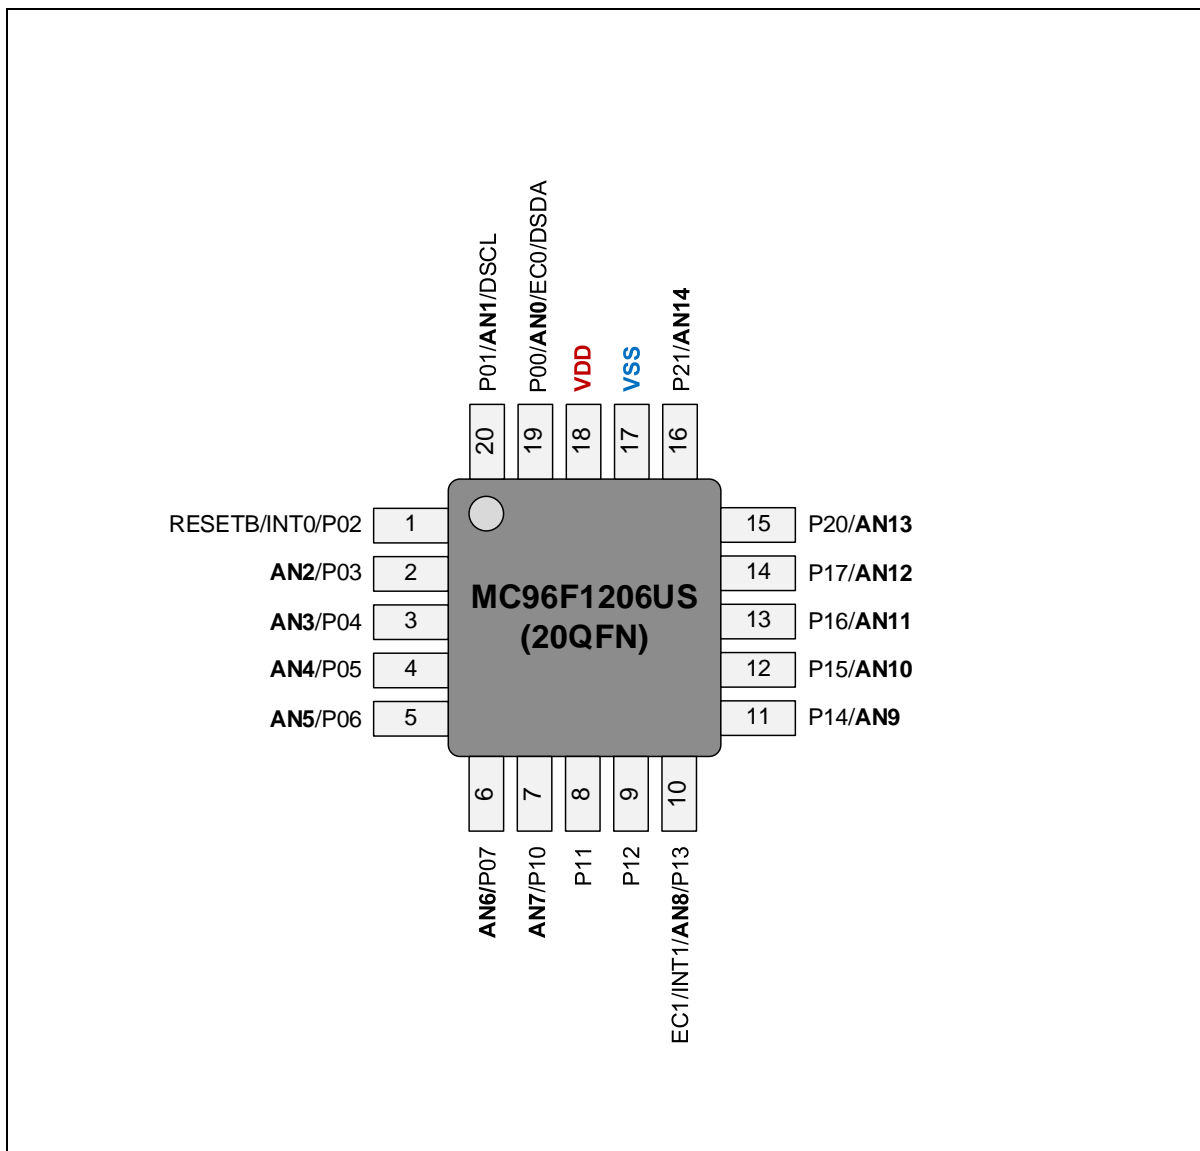 P01/AN1/DSCL
P00/AN0/EC0/DSDA
VDD
VSS
P21/AN14
20
19
18
17
16
RESETB/INT0/P02
1
15
P20/AN13
AN2/P03
2
14
P17/AN12
AN3/P04
3
13
P16/AN11
AN4/P05
4
12
P15/AN10
AN5/P06
5
11
P14/AN9
MC96F1206US
(20QFN)
6
7
8
9
10
AN6/P07
AN7/P10
P11
P12
EC1/INT1/AN8/P13